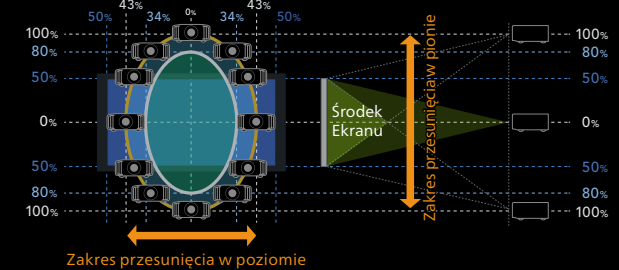 43% 0% 43%
50% 34% 34% 50%
100% 100%
80% 80%
50% 50%
0% 0%
50% 50%
80% 80%
100% 100%
Środek
Ekranu
Zakres przesunięcia w pionie
Zakres przesunięcia w poziomie